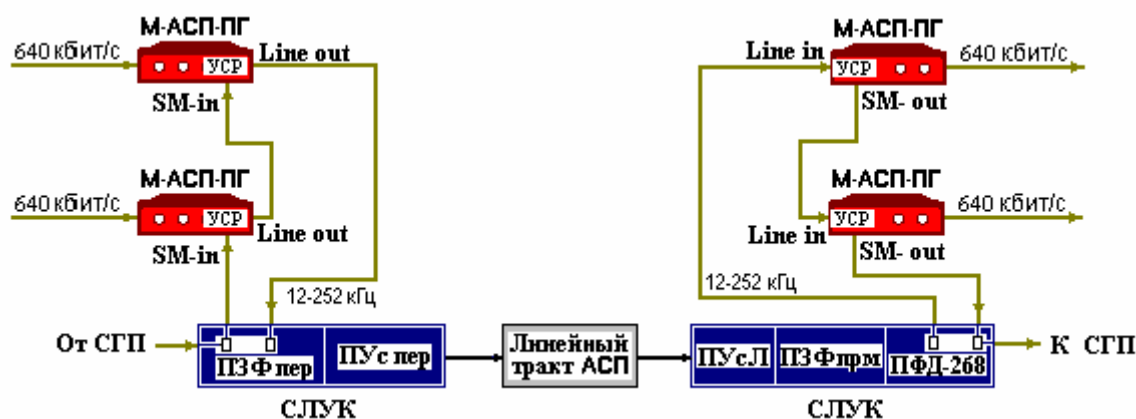 М-АСП-ПГ
640 кбит/с
УСР
Line out
SM-in
М-АСП-ПГ
640 кбит/с
УСР
Line out
SM-in
12-252 кГц
От СГП
ПЗФ пер
ПУс пер
СЛУК
Линейный
тракт АСП
М-АСП-ПГ
Line in
УСР
640 кбит/с
SM- out
М-АСП-ПГ
640 кбит/с
УСР
Line in
SM- out
12-252 кГц
ПУсЛ
ПЗФпрм
ПФД-268
К СГП
СЛУК